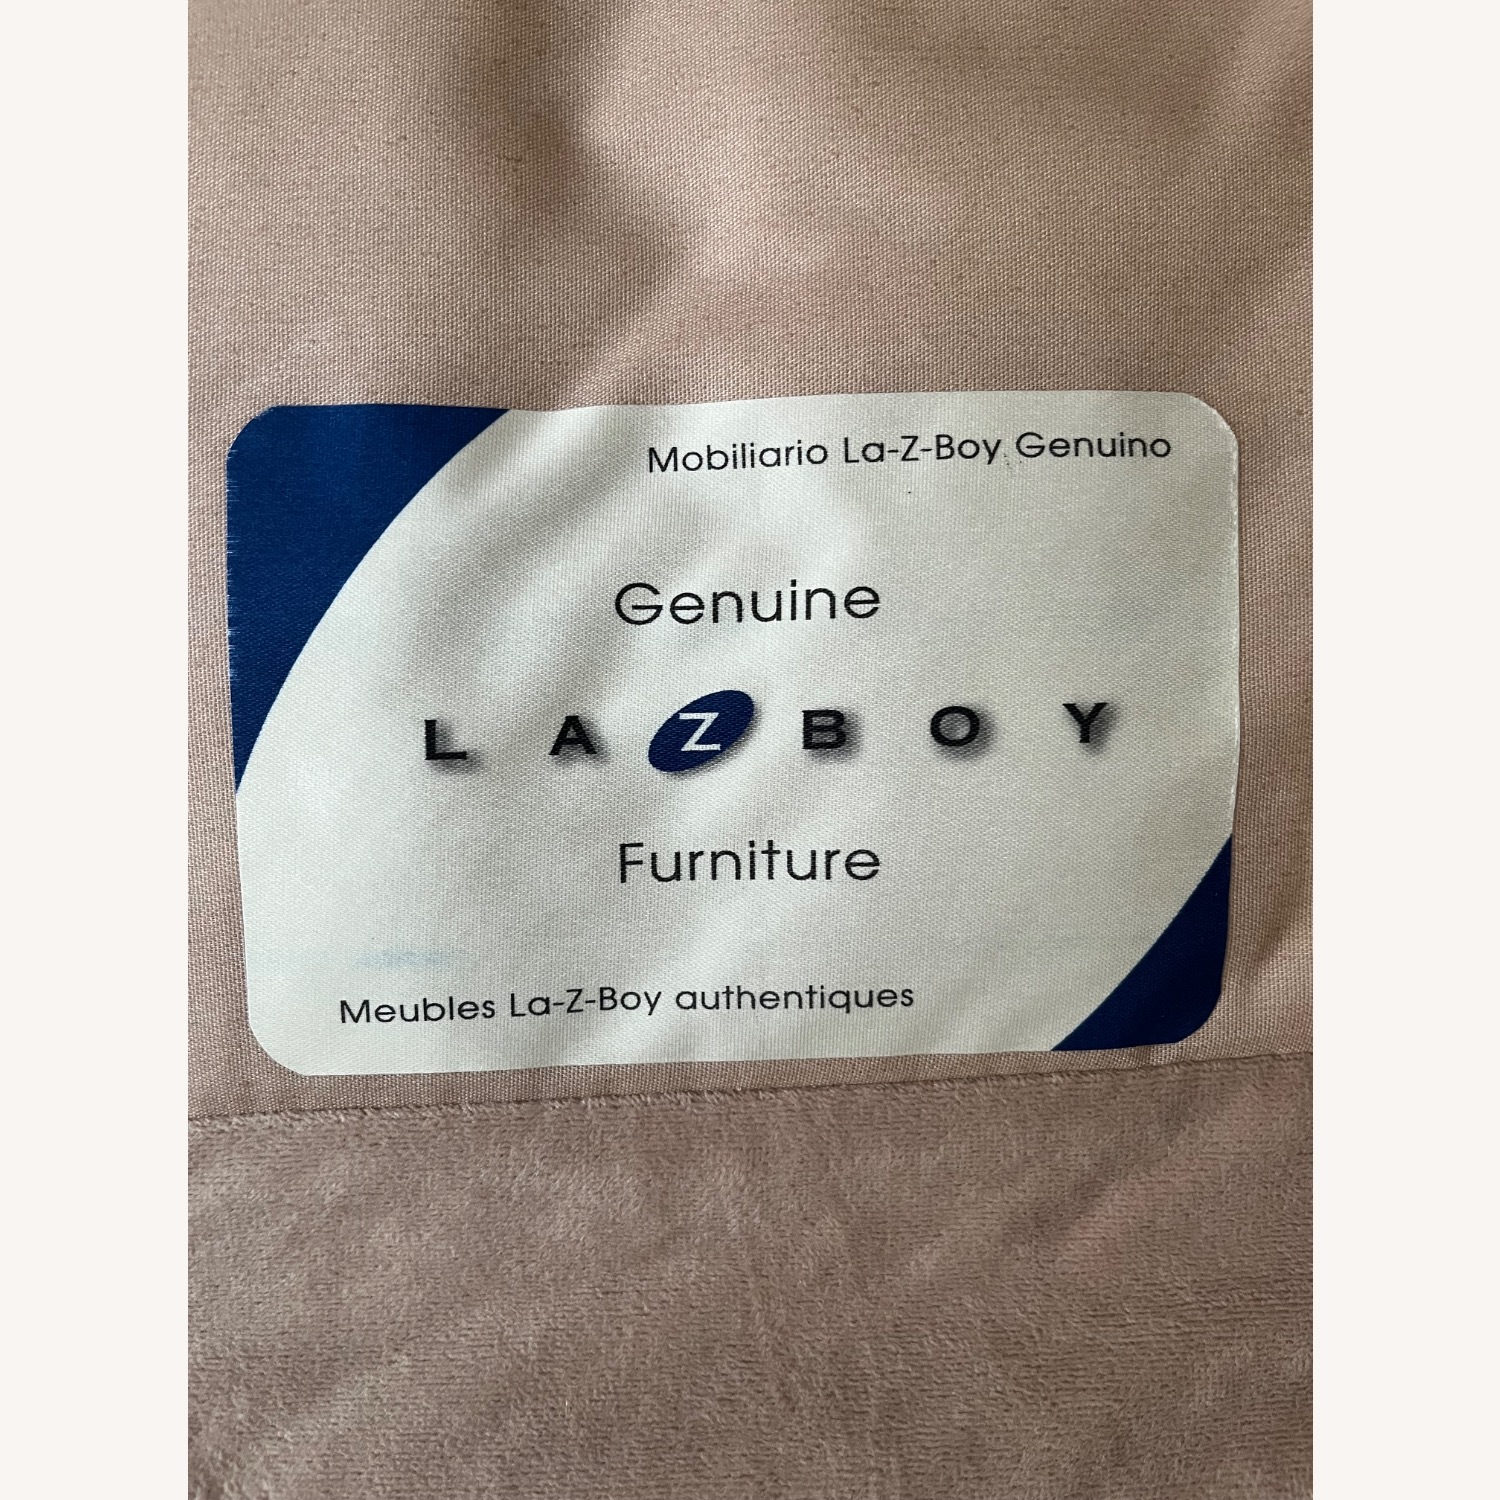 Mobiliario La-Z-Boy Genuino
Genuine
LAZBOY
Furniture
Meubles La-Z-Boy authentiques